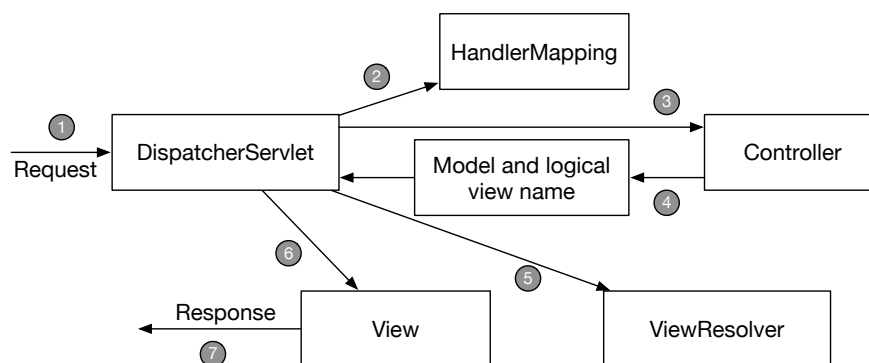 HandlerMapping
2
1
3
Request
DispatcherServlet
Model and logical
view name
Controller
4
6
5
Response
7
View
ViewResolver